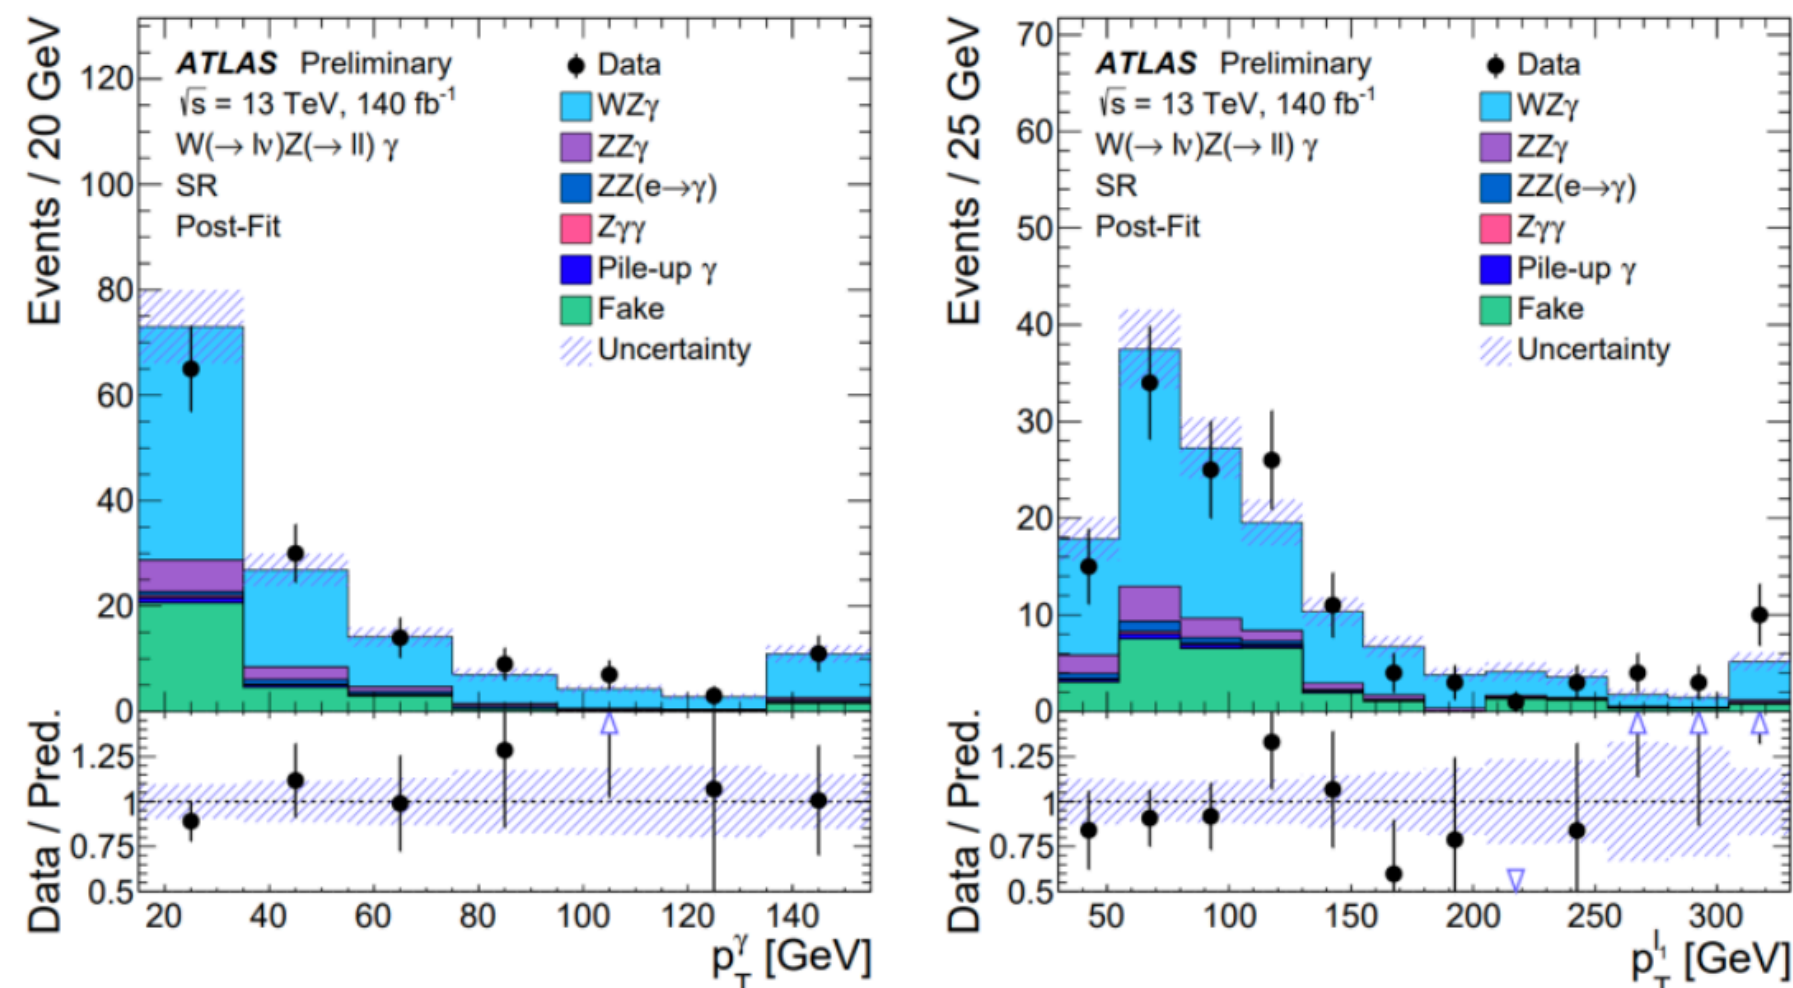 Events / 20 GeV
120
100
80
60
40
20
0
ATLAS Preliminary
√s = 13 TeV, 140 fb⁻¹
W(→ lν)Z(→ ll) γ
SR
Post-Fit
Data
WZγ
ZZγ
ZZ(e→γ)
Zγγ
Pile-up γ
Fake
Uncertainty
Data / Pred.
1.25
1
0.75
0.5
20 40 60 80 100 120 140
p_T^γ [GeV]
Events / 25 GeV
70
60
50
40
30
20
10
0
ATLAS Preliminary
√s = 13 TeV, 140 fb⁻¹
W(→ lν)Z(→ ll) γ
SR
Post-Fit
Data
WZγ
ZZγ
ZZ(e→γ)
Zγγ
Pile-up γ
Fake
Uncertainty
Data / Pred.
1.25
1
0.75
0.5
50 100 150 200 250 300
p_T^l₁ [GeV]